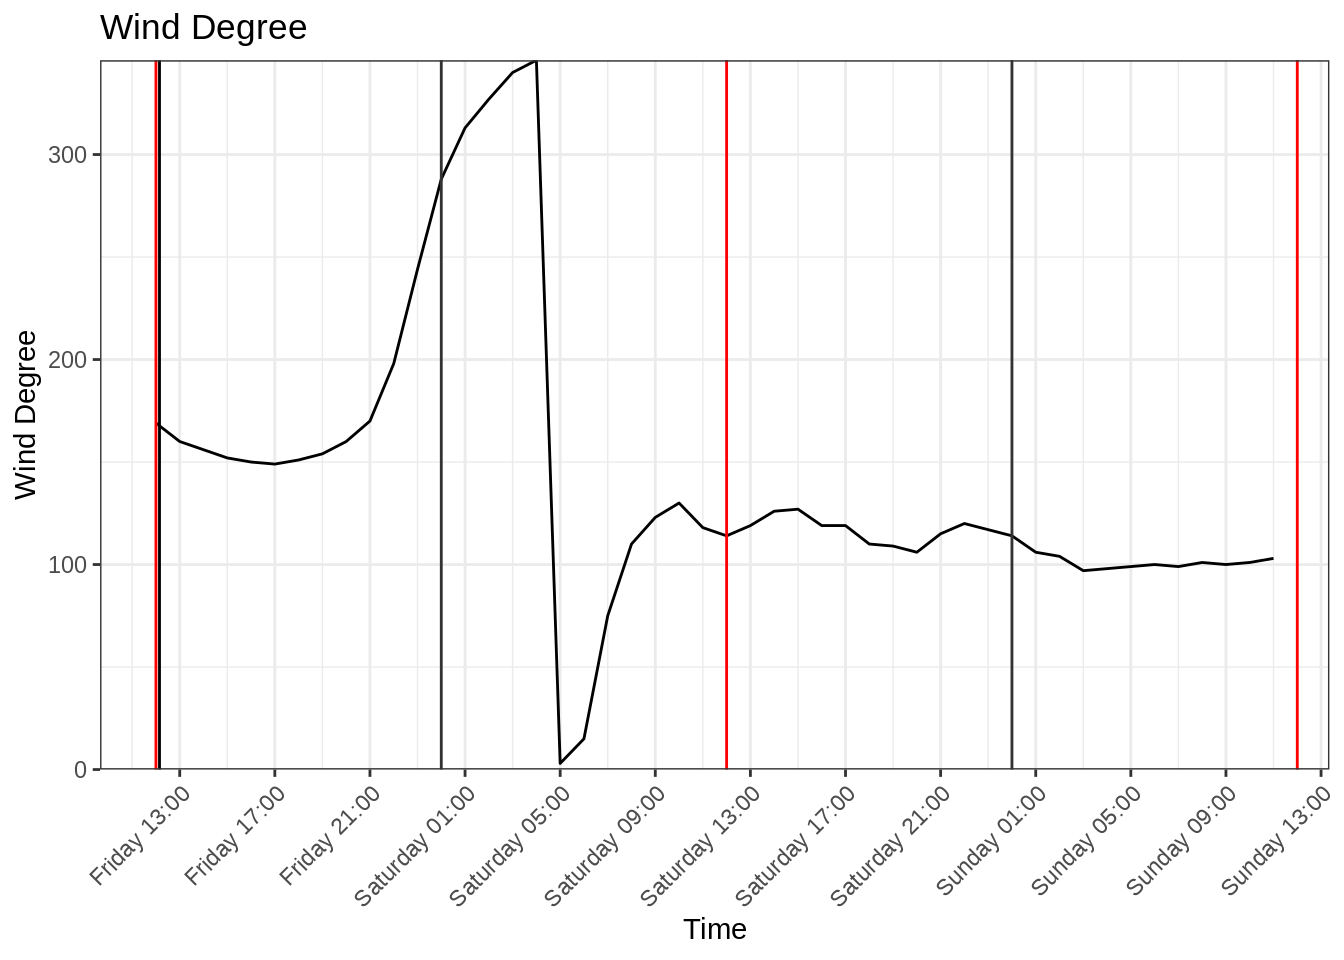 Wind Degree
Wind Degree
300
200
100
0
Friday 13:00
Friday 17:00
Friday 21:00
Saturday 01:00
Saturday 05:00
Saturday 09:00
Saturday 13:00
Saturday 17:00
Saturday 21:00
Sunday 01:00
Sunday 05:00
Sunday 09:00
Sunday 13:00
Time